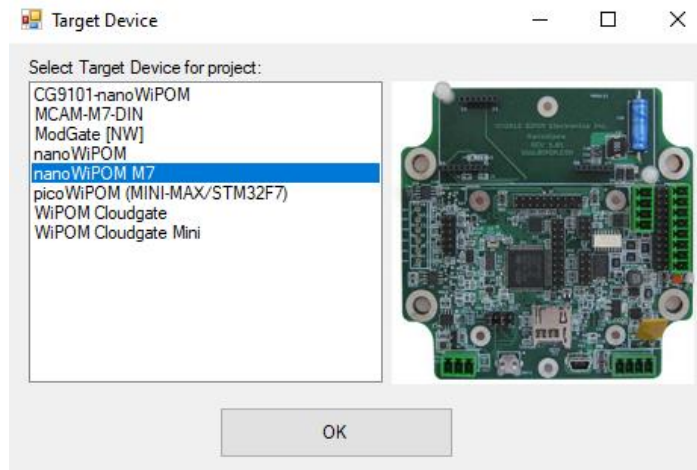 Target Device
Select Target Device for project:
CG9101-nanoWiPOM
MCAM-M7-DIN
ModGate [NW]
nanoWiPOM
nanoWiPOM M7
picoWiPOM (MINI-MAX/STM32F7)
WiPOM Cloudgate
WiPOM Cloudgate Mini
OK